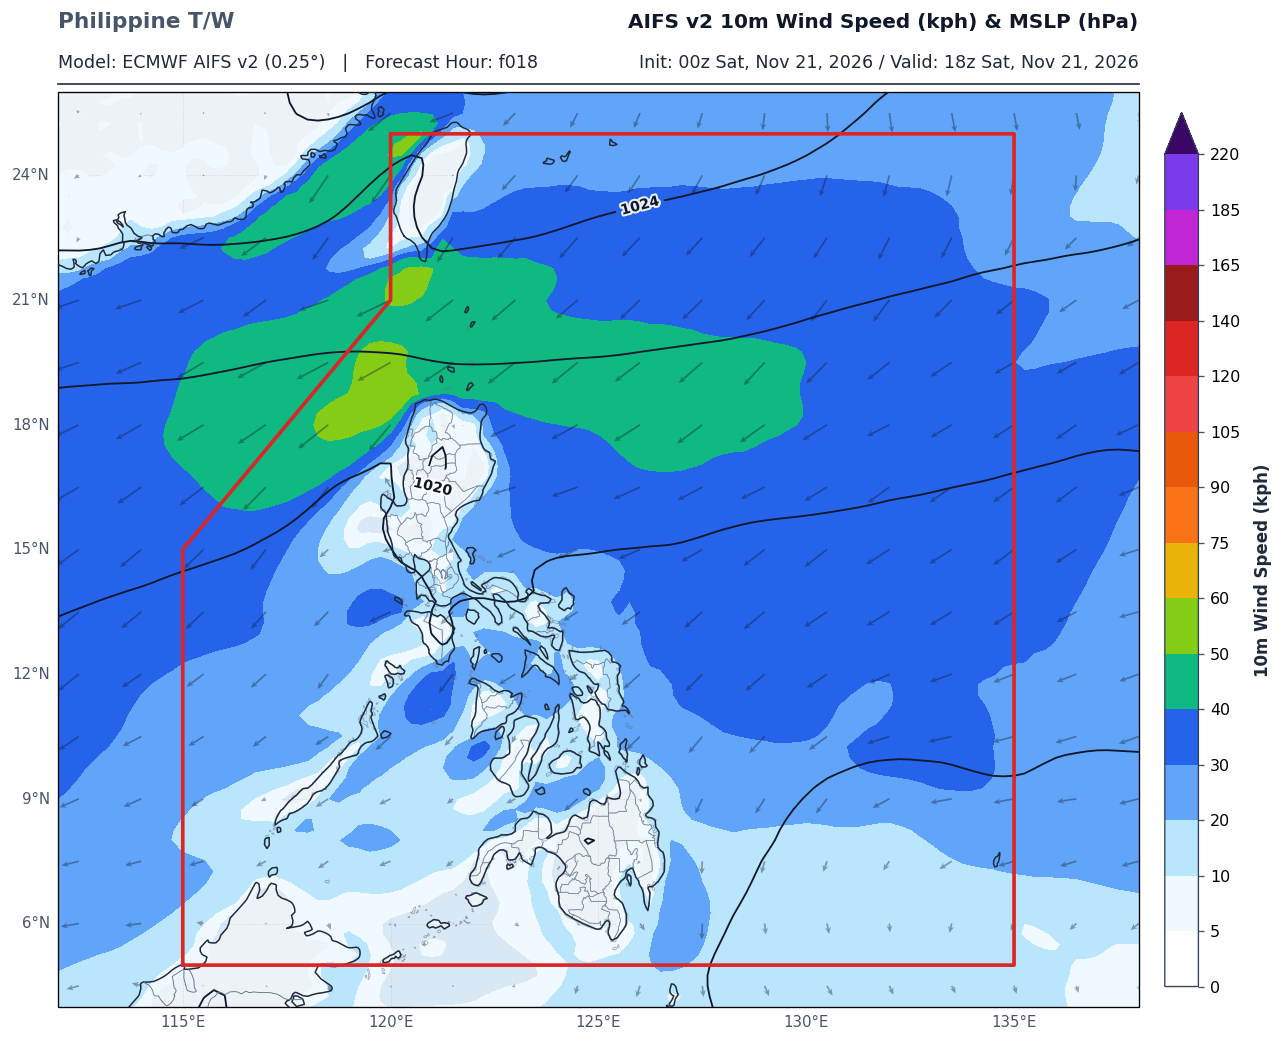 Philippine T/W
AIFS v2 10m Wind Speed (kph) & MSLP (hPa)
Model: ECMWF AIFS v2 (0.25°) | Forecast Hour: f018
Init: 00z Sat, Nov 21, 2026 / Valid: 18z Sat, Nov 21, 2026
24°N
21°N
18°N
15°N
12°N
9°N
6°N
115°E
120°E
125°E
130°E
135°E
1024
1020
220
185
165
140
120
105
90
75
60
50
40
30
20
10
5
0
10m Wind Speed (kph)